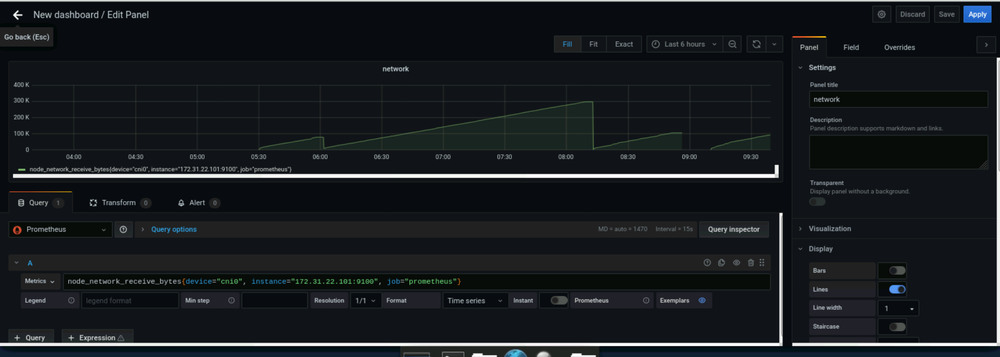 New dashboard / Edit Panel
Discard
Save
Apply
Go back (Esc)
Fill
Fit
Exact
Last 6 hours
Panel
Field
Overrides
network
400 K
300 K
200 K
100 K
0
04:00
04:30
05:00
05:30
06:00
06:30
07:00
07:30
08:00
08:30
09:00
09:30
node_network_receive_bytes{device="cni0", instance="172.31.22.101:9100", job="prometheus"}
Settings
Panel title
network
Description
Panel description supports markdown and links.
Transparent
Display panel without a background.
Query 1
Transform 0
Alert 0
Prometheus
Query options
MD = auto = 1470
Interval = 15s
Query inspector
A
Metrics
node_network_receive_bytes{device="cni0", instance="172.31.22.101:9100", job="prometheus"}
Legend
legend format
Min step
Resolution
1/1
Format
Time series
Instant
Prometheus
Exemplars
+ Query
+ Expression
Visualization
Display
Bars
Lines
Line width
1
Staircase